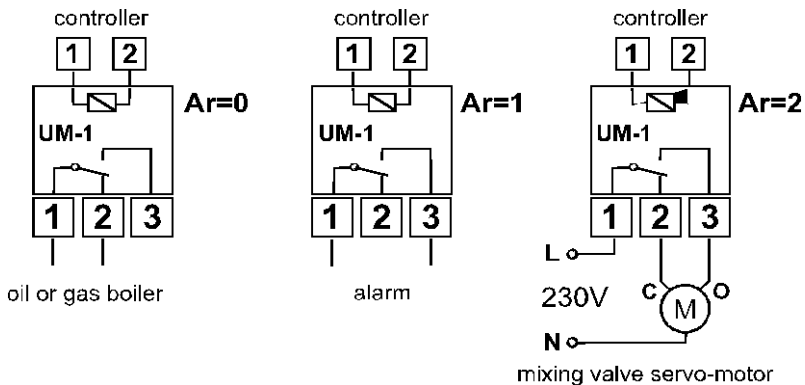 controller
1 2
Ar=0
UM-1
1 2 3
oil or gas boiler
controller
1 2
Ar=1
UM-1
1 2 3
alarm
controller
1 2
Ar=2
UM-1
1 2 3
L
230V
C M O
N
mixing valve servo-motor